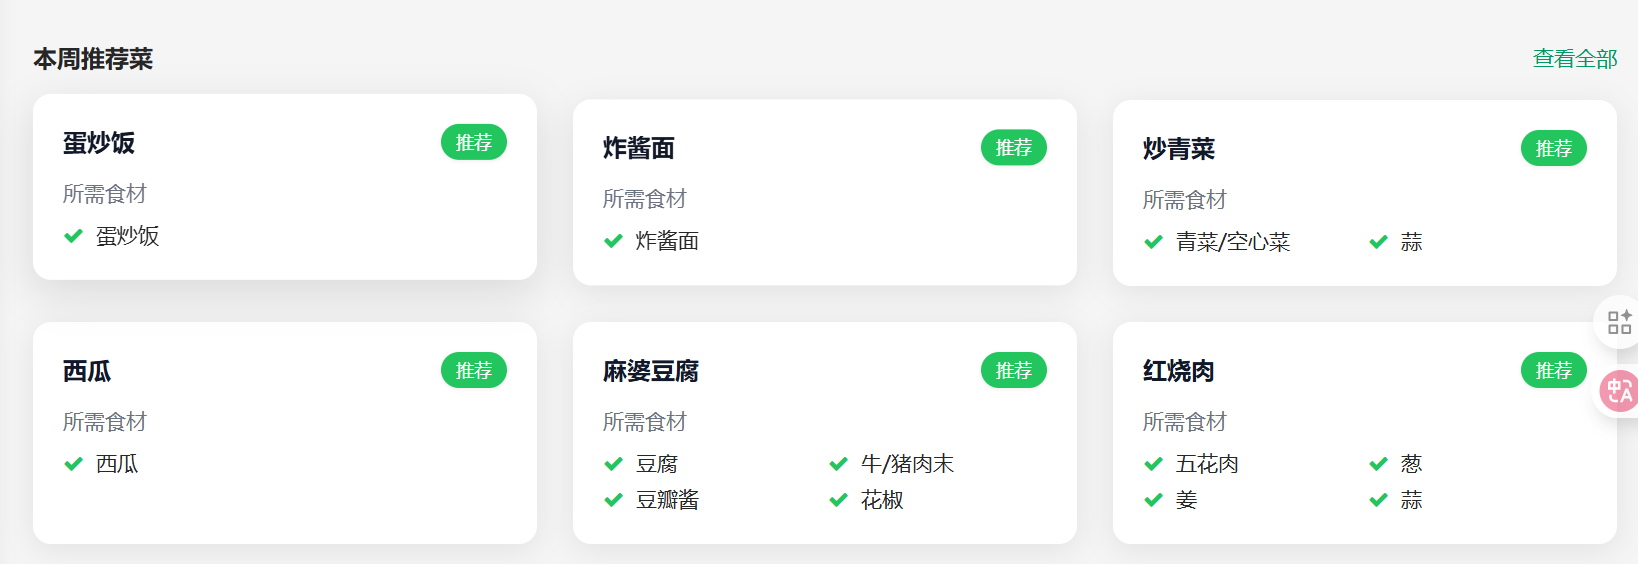 本周推荐菜
查看全部
蛋炒饭
推荐
所需食材
蛋炒饭
炸酱面
推荐
所需食材
炸酱面
炒青菜
推荐
所需食材
青菜/空心菜
蒜
西瓜
推荐
所需食材
西瓜
麻婆豆腐
推荐
所需食材
豆腐
牛/猪肉末
豆瓣酱
花椒
红烧肉
推荐
所需食材
五花肉
葱
姜
蒜
中A